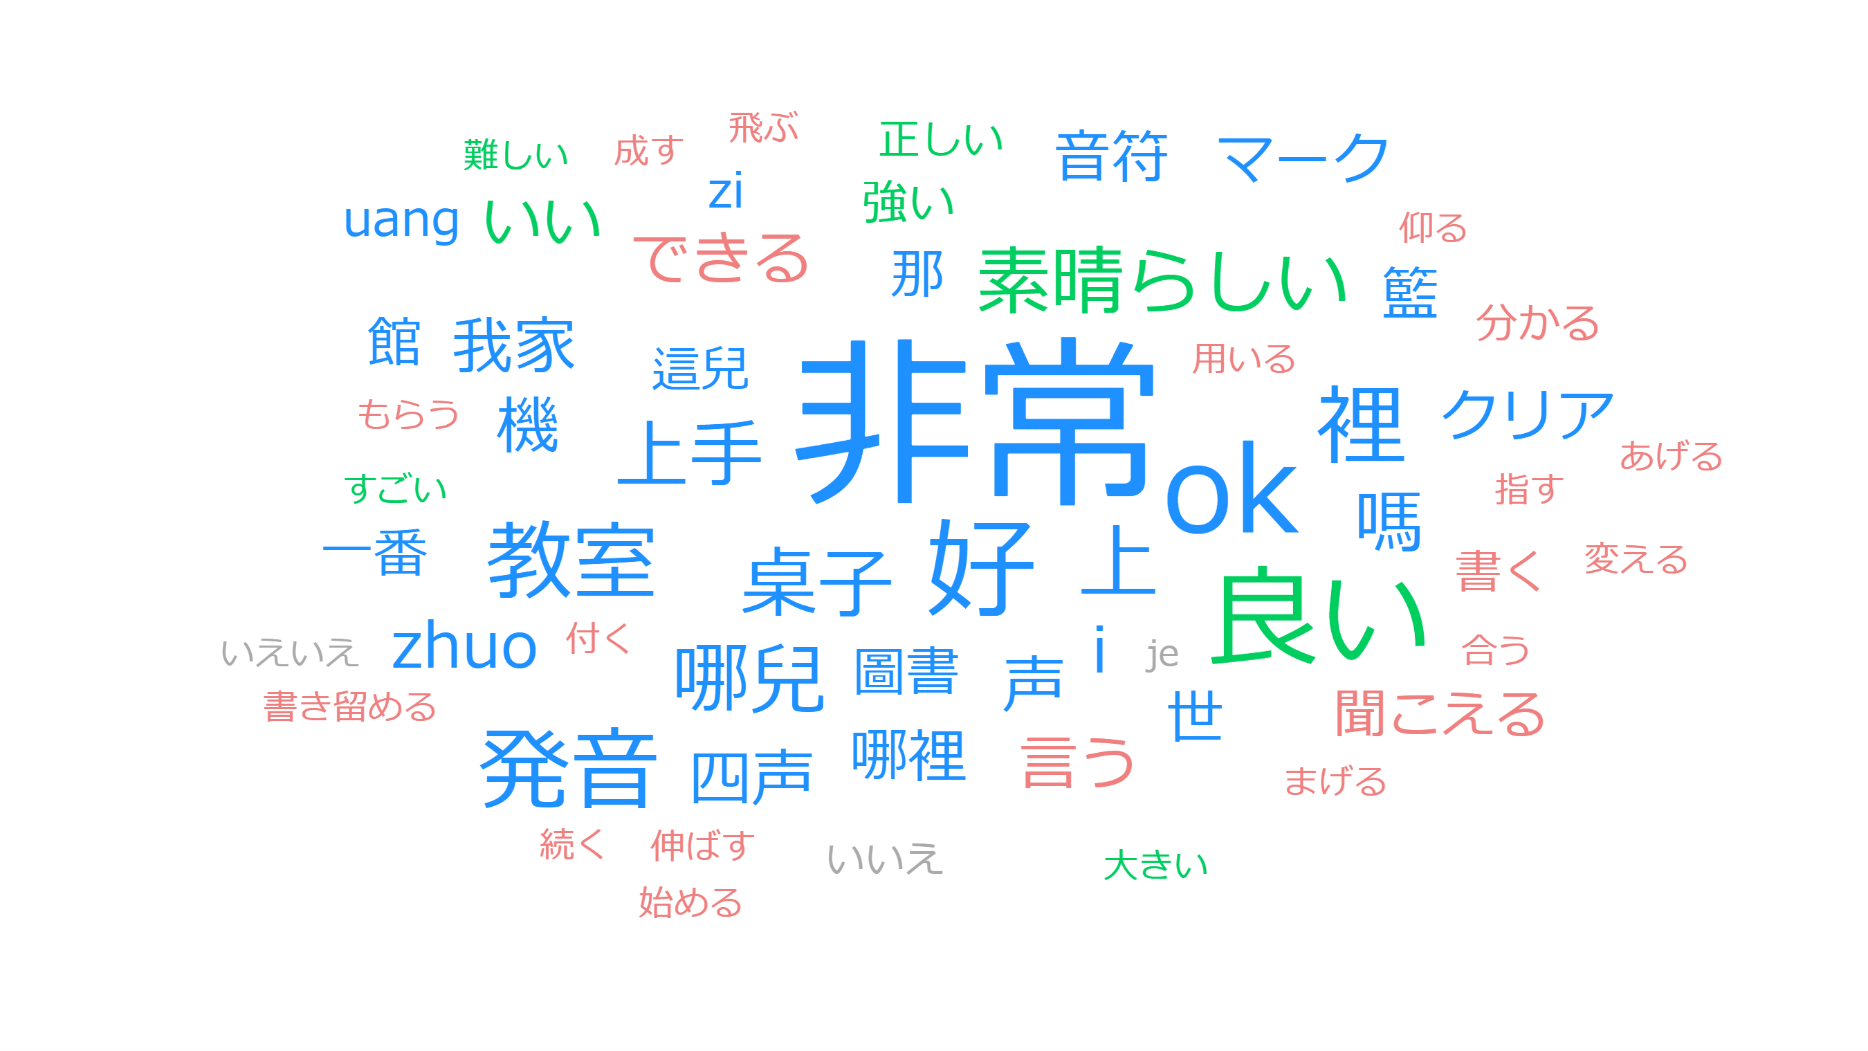 飛ぶ
難しい
成す
正しい
音符
マーク
uang
いい
zi
強い
できる
那
素晴らしい
仰る
籃
分かる
館
我家
這兒
非常
用いる
もらう
機
上手
裡
クリア
ok
あげる
すごい
指す
嗎
一番
教室
桌子
好
上
良い
書く
変える
いえいえ
zhuo
付く
哪兒
圖書
声
i
je
合う
書き留める
世
聞こえる
発音
四声
哪裡
言う
まげる
続く
伸ばす
いいえ
大きい
始める